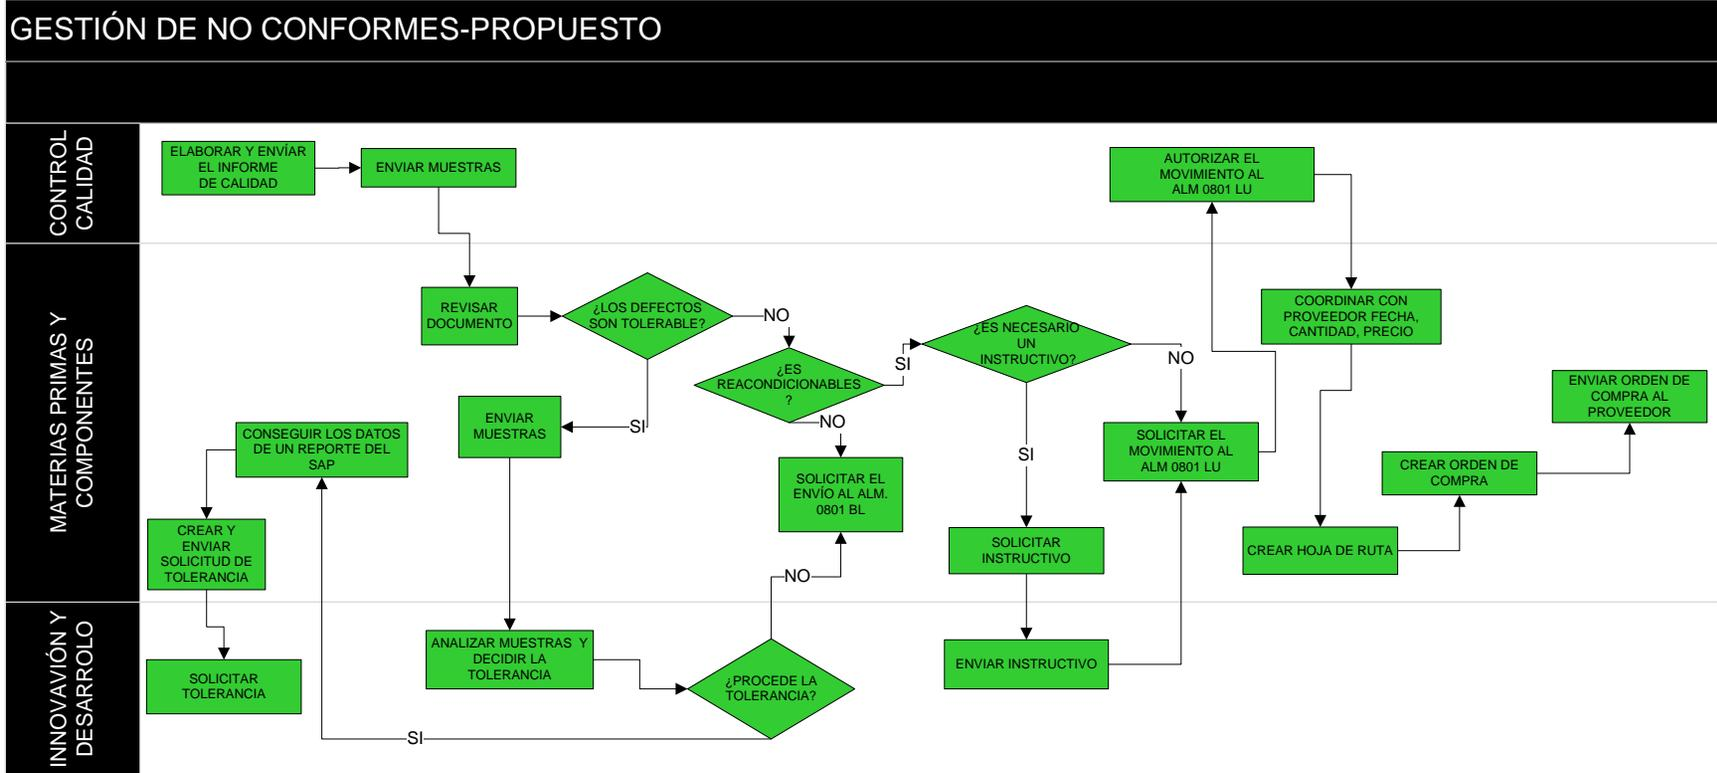 GESTIÓN DE NO CONFORMES-PROPUESTO
CONTROL
CALIDAD
ELABORAR Y ENVÍAR
EL INFORME
DE CALIDAD
ENVIAR MUESTRAS
AUTORIZAR EL
MOVIMIENTO AL
ALM 0801 LU
MATERIAS PRIMAS Y
COMPONENTES
REVISAR
DOCUMENTO
¿LOS DEFECTOS
SON TOLERABLE?
NO
¿ES
REACONDICIONABLES
?
SI
¿ES NECESARIO
UN
INSTRUCTIVO?
NO
COORDINAR CON
PROVEEDOR FECHA,
CANTIDAD, PRECIO
ENVIAR ORDEN DE
COMPRA AL
PROVEEDOR
ENVIAR
MUESTRAS
SI
NO
CONSEGUIR LOS DATOS
DE UN REPORTE DEL
SAP
SOLICITAR EL
ENVÍO AL ALM.
0801 BL
SI
SOLICITAR EL
MOVIMIENTO AL
ALM 0801 LU
CREAR ORDEN DE
COMPRA
CREAR Y
ENVIAR
SOLICITUD DE
TOLERANCIA
SOLICITAR
INSTRUCTIVO
CREAR HOJA DE RUTA
NO
INNOVAVIÓN Y
DESARROLO
SOLICITAR
TOLERANCIA
ANALIZAR MUESTRAS Y
DECIDIR LA
TOLERANCIA
¿PROCEDE LA
TOLERANCIA?
ENVIAR INSTRUCTIVO
SI